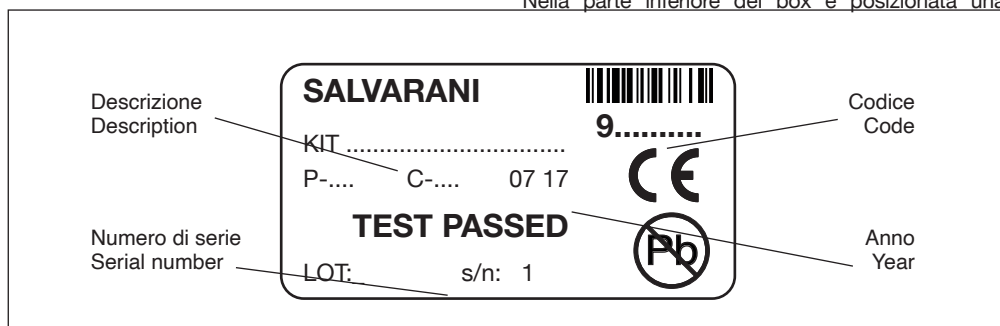 Nella parte inferiore del box è posizionata una
SALVARANI
Descrizione
Description
Codice
Code
9..........
KIT .................................
P-.... C-.... 07 17
CE
TEST PASSED
Numero di serie
Serial number
Anno
Year
Pb
LOT:_ s/n: 1